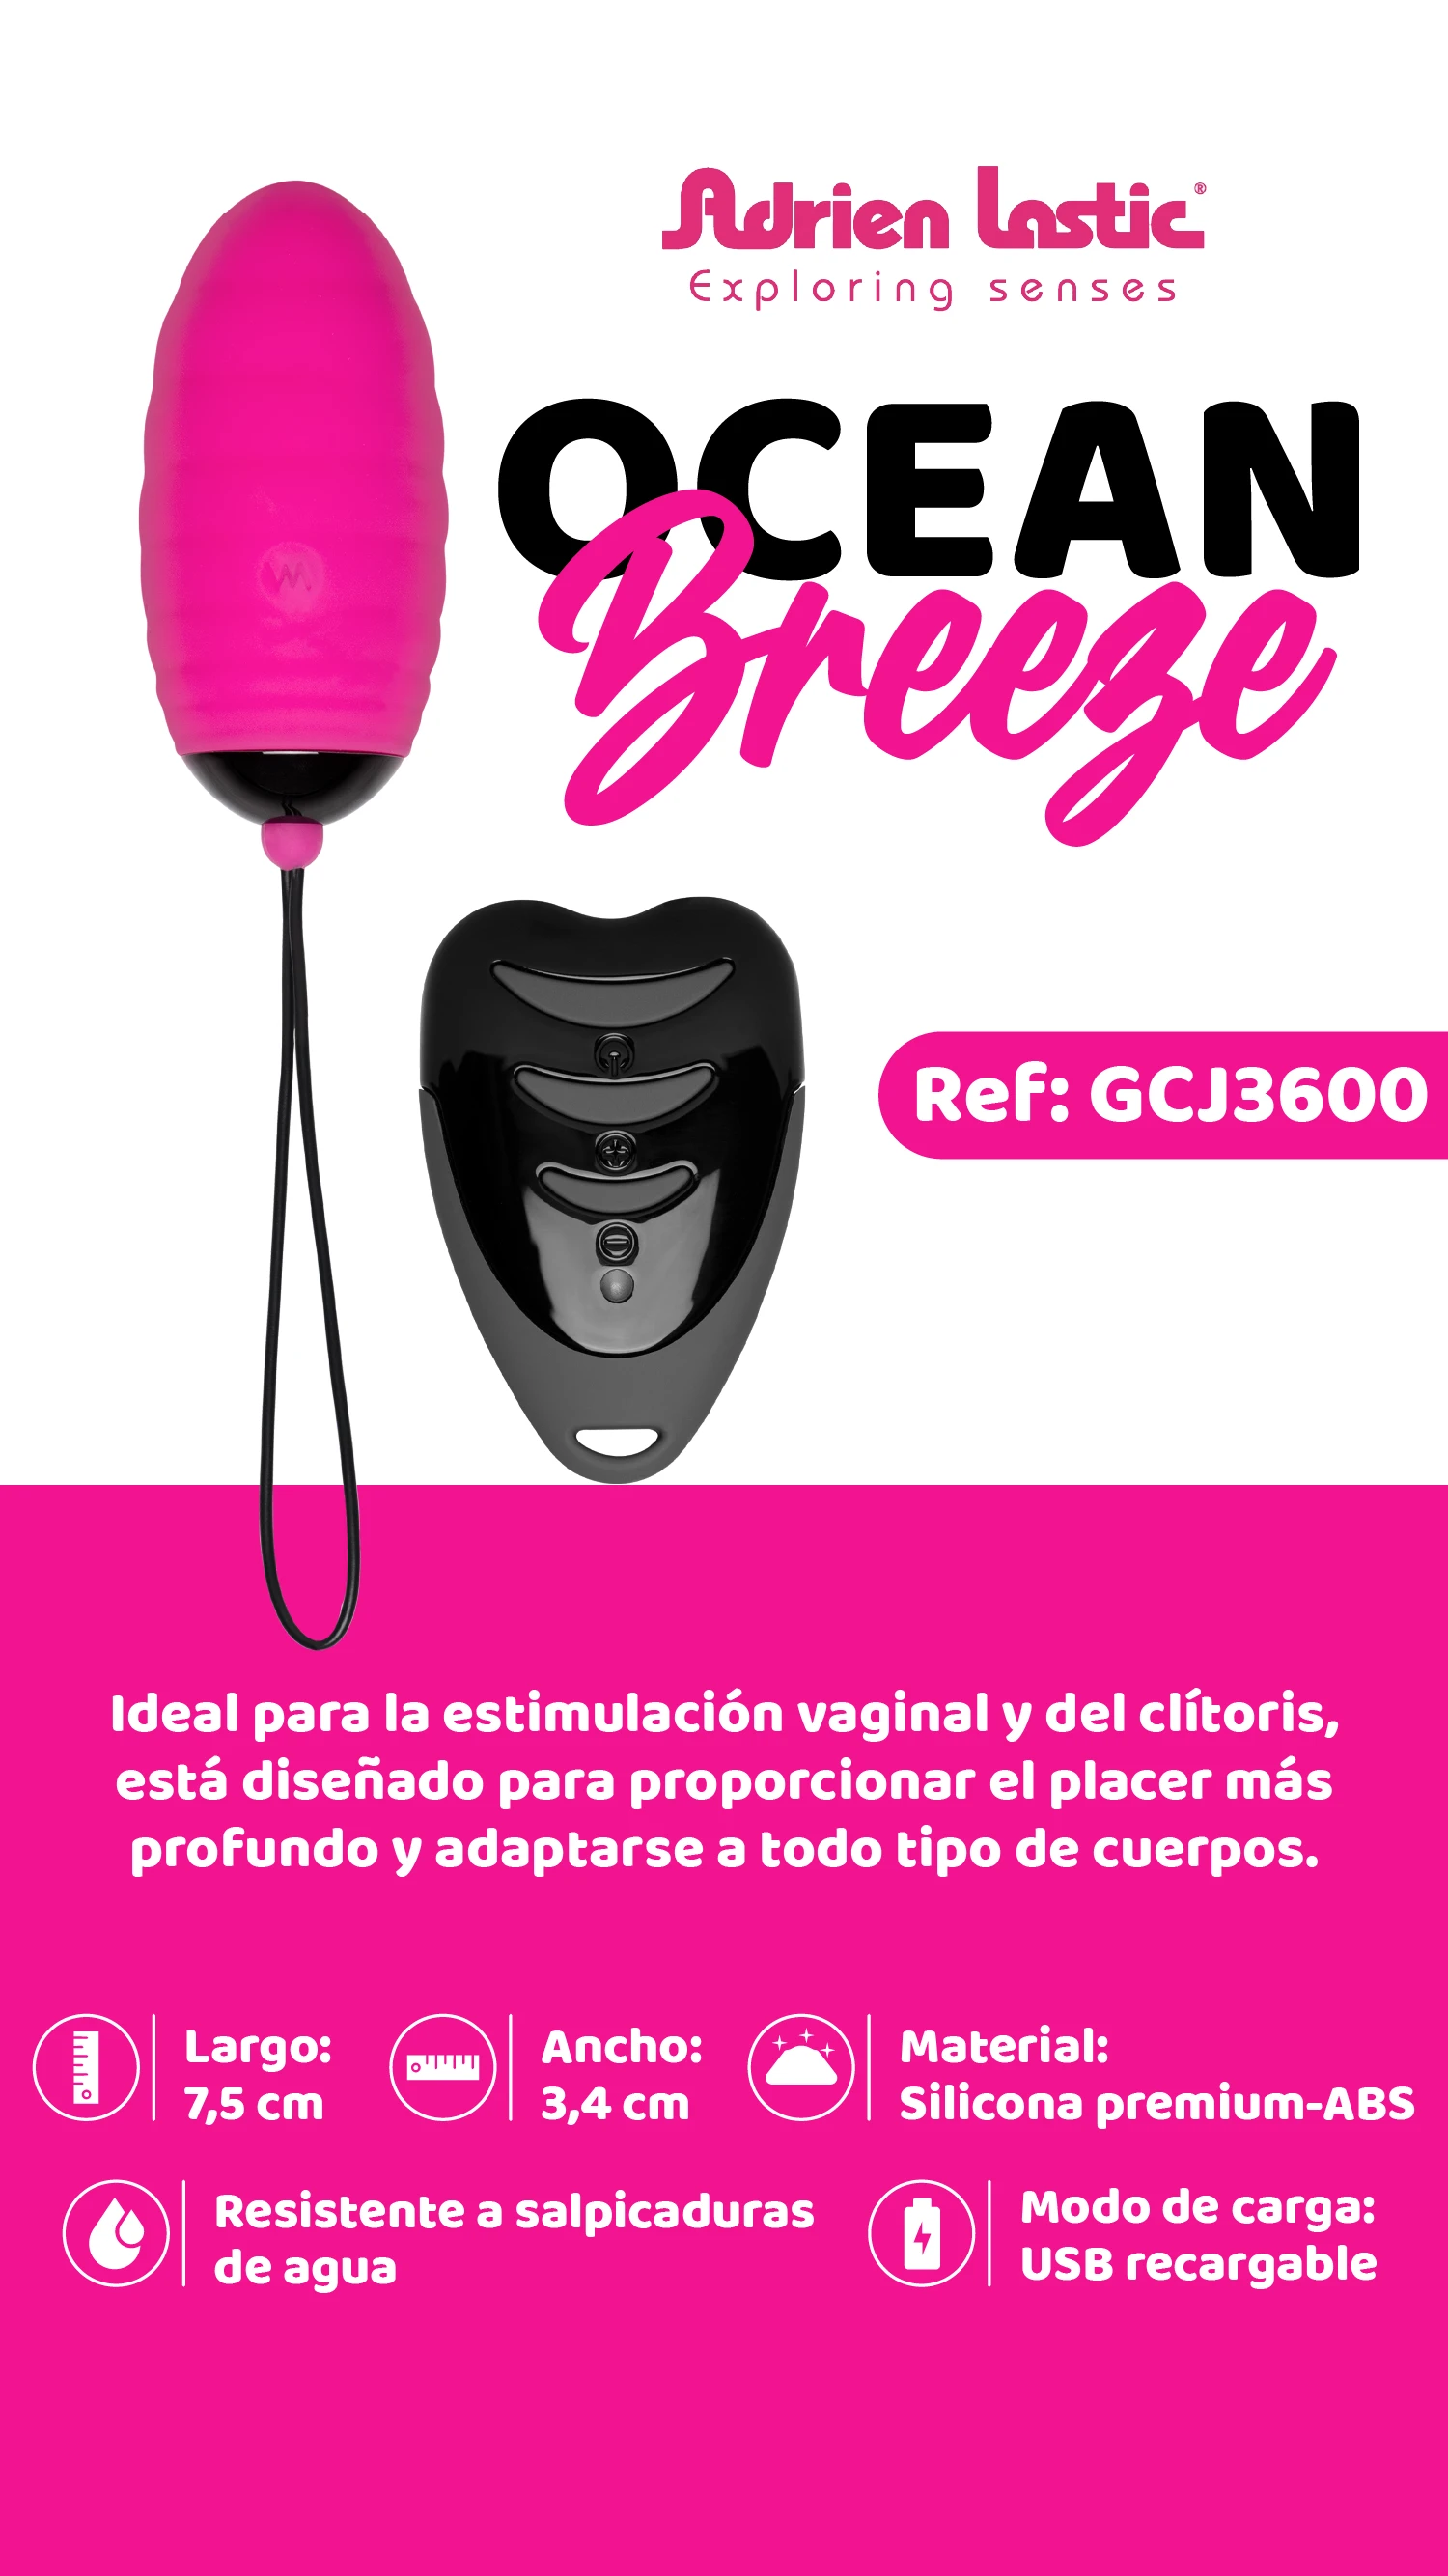 Adrien Lastic®
Exploring senses
OCEAN
Breeze
Ref: GCJ3600
Ideal para la estimulación vaginal y del clítoris,
está diseñado para proporcionar el placer más
profundo y adaptarse a todo tipo de cuerpos.
Largo:
7,5 cm
Ancho:
3,4 cm
Material:
Silicona premium-ABS
Resistente a salpicaduras
de agua
Modo de carga:
USB recargable